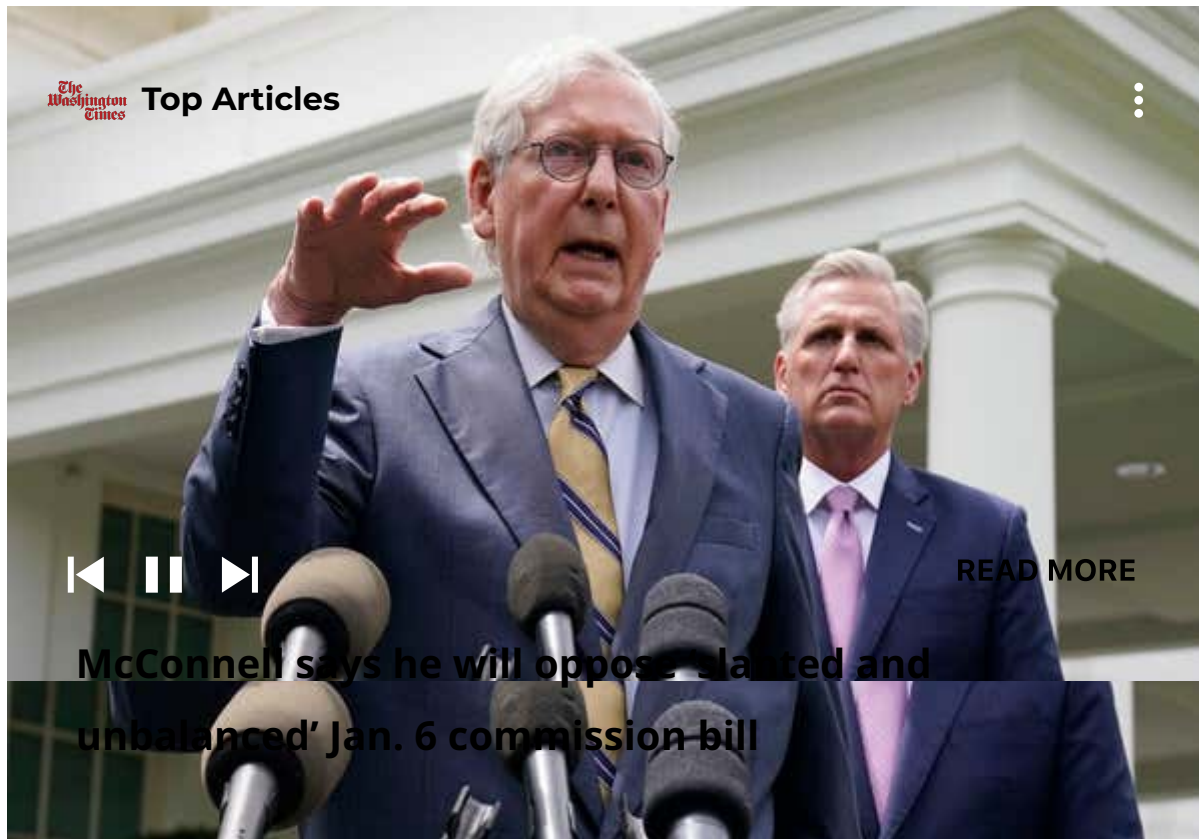 The
Washington
Times
Top Articles
READ MORE
McConnell says he will oppose ‘slanted and
unbalanced’ Jan. 6 commission bill